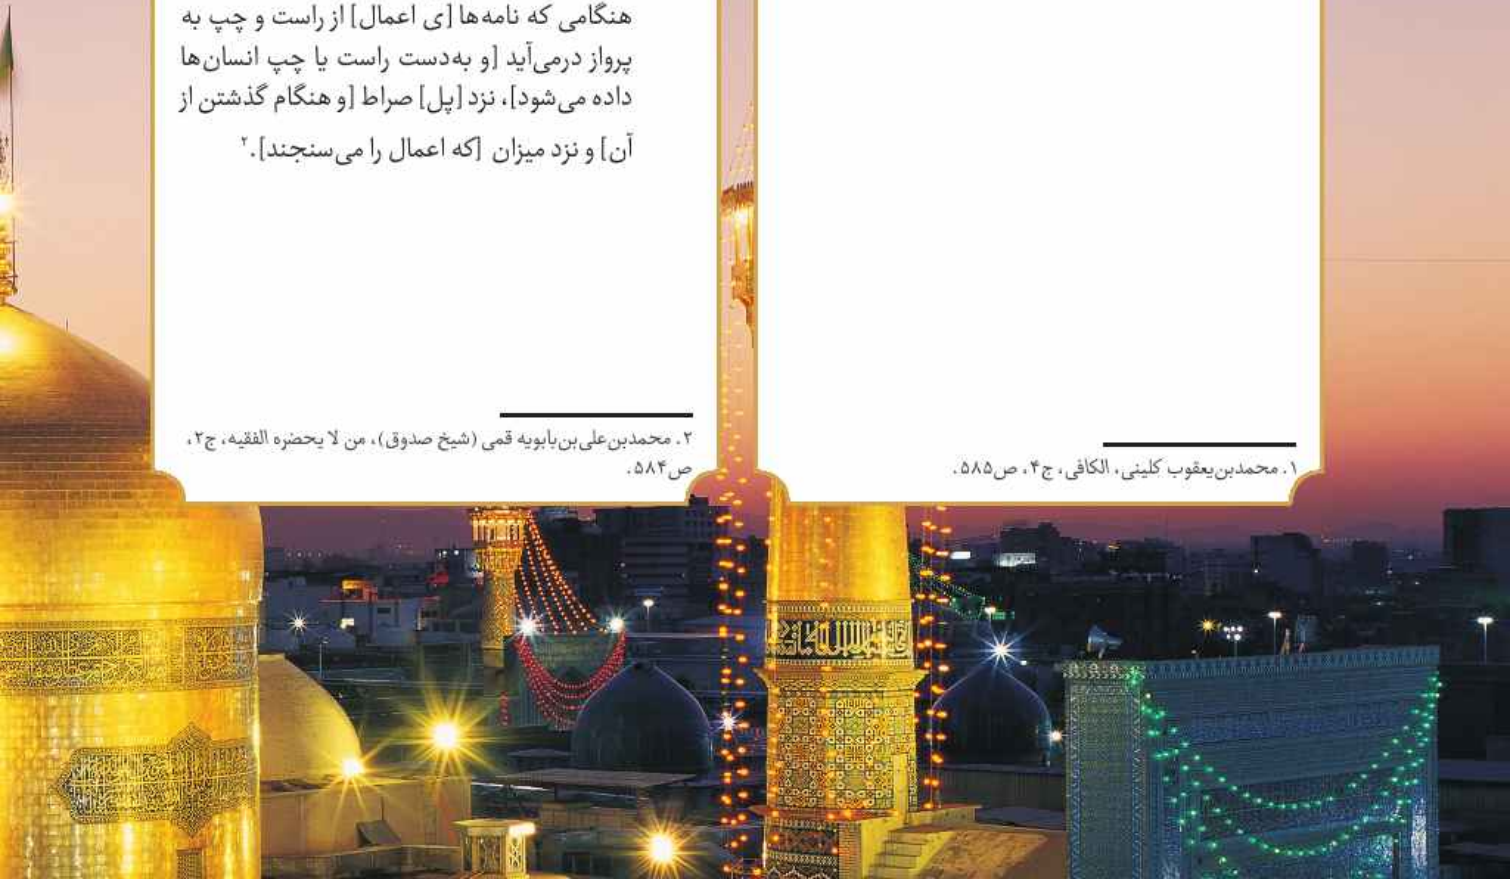 هنگامی که نامه‌ها [ی اعمال] از راست و چپ به
پرواز درمی‌آید [و به‌دست راست یا چپ انسان‌ها
داده می‌شود]، نزد [پل] صراط [و هنگام گذشتن از
آن] و نزد میزان [که اعمال را می‌سنجند].۲
۱. محمدبن‌یعقوب کلینی، الکافی، ج۴، ص۵۸۵.
۲. محمدبن‌علی‌بن‌بابویه قمی (شیخ صدوق)، من لا یحضره الفقیه، ج۲،
ص۵۸۴.